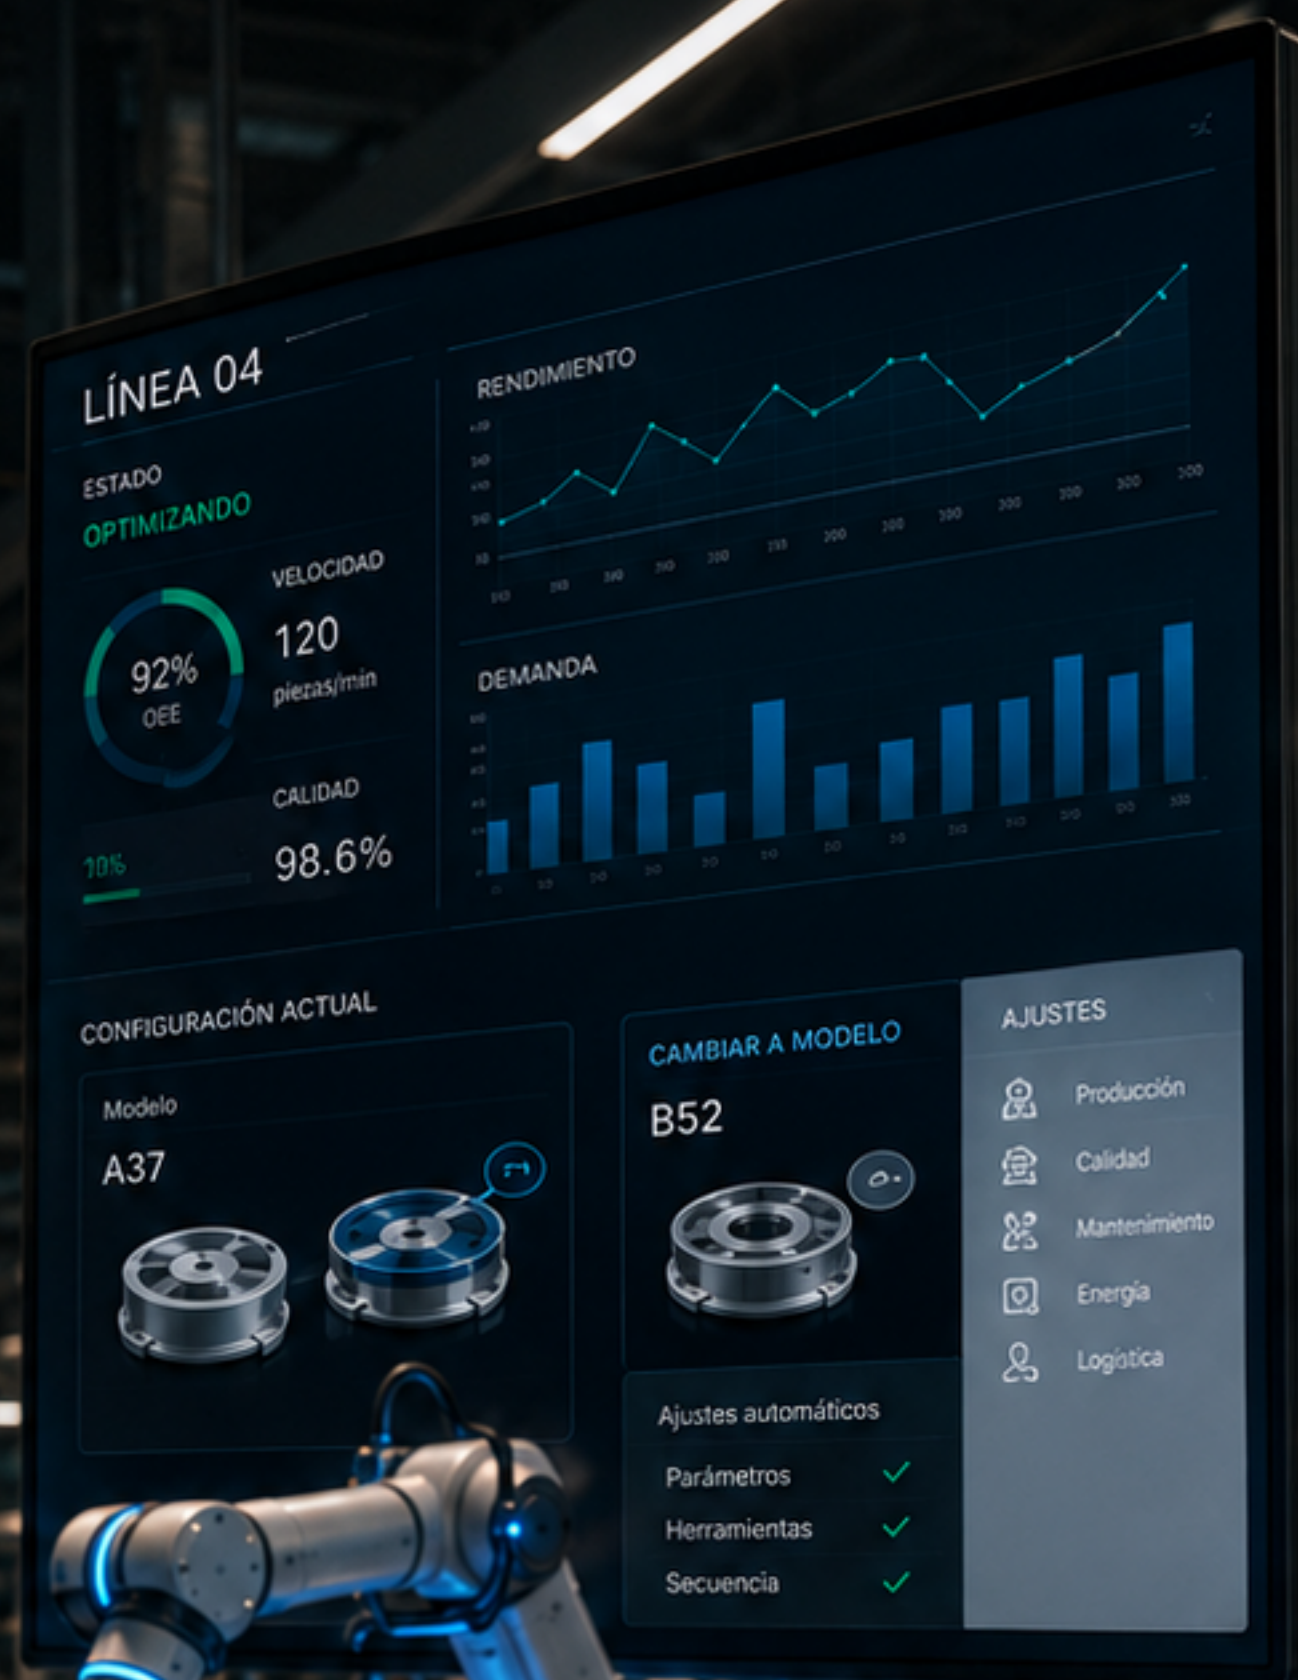 LÍNEA 04
ESTADO
OPTIMIZANDO
92%
OEE
VELOCIDAD
120
piezas/min
CALIDAD
98.6%
RENDIMIENTO
DEMANDA
CONFIGURACIÓN ACTUAL
Modelo
A37
CAMBIAR A MODELO
B52
Ajustes automáticos
Parámetros
Herramientas
Secuencia
AJUSTES
Producción
Calidad
Mantenimiento
Energía
Logística